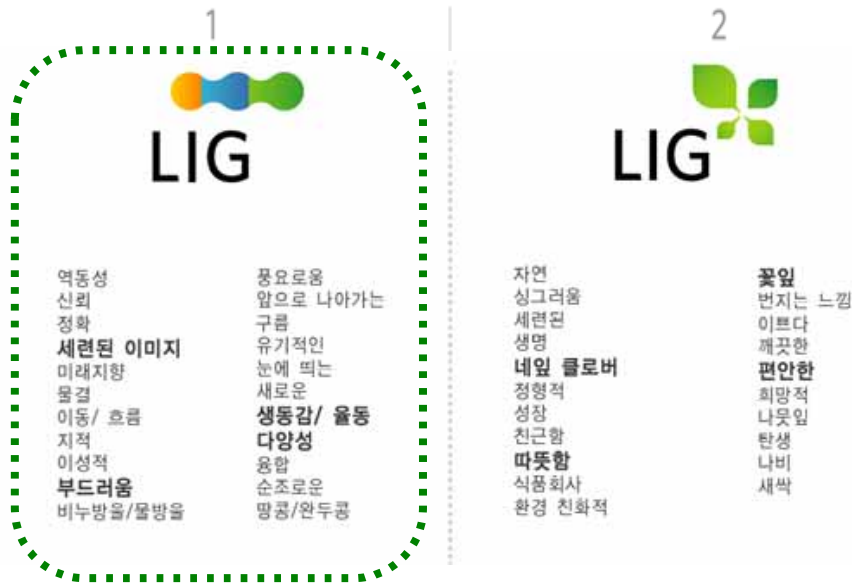 1
LIG
역동성
신뢰
정확
세련된 이미지
미래지향
물결
이동/ 흐름
지적
이성적
부드러움
비누방울/물방울
풍요로움
앞으로 나아가는
구름
유기적인
눈에 띄는
새로운
생동감/ 율동
다양성
융합
순조로운
땅콩/완두콩
2
LIG
자연
싱그러움
세련된
생명
네잎 클로버
정형적
성장
친근함
따뜻함
식품회사
환경 친화적
꽃잎
번지는 느낌
이쁘다
깨끗한
편안한
희망적
나뭇잎
탄생
나비
새싹